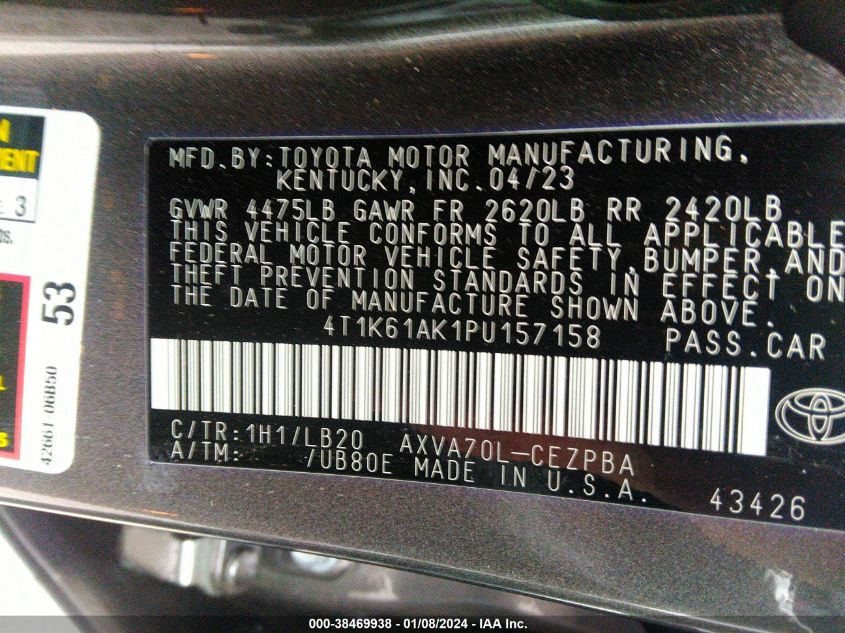 N
ENT
: 3
ds.
53
42661-06B50
L
s
MFD.BY:TOYOTA MOTOR MANUFACTURING,
KENTUCKY,INC.04/23
GVWR 4475LB GAWR FR 2620LB RR 2420LB
THIS VEHICLE CONFORMS TO ALL APPLICABLE
FEDERAL MOTOR VEHICLE SAFETY,BUMPER,AND
THEFT PREVENTION STANDARDS IN EFFECT ON
THE DATE OF MANUFACTURE SHOWN ABOVE.
4T1K61AK1PU157158 PASS.CAR
C/TR:1H1/LB20 AXVA70L-CEZPBA
A/TM: /UB80E MADE IN U.S.A.
43426
000-38469938 - 01/08/2024 - IAA Inc.